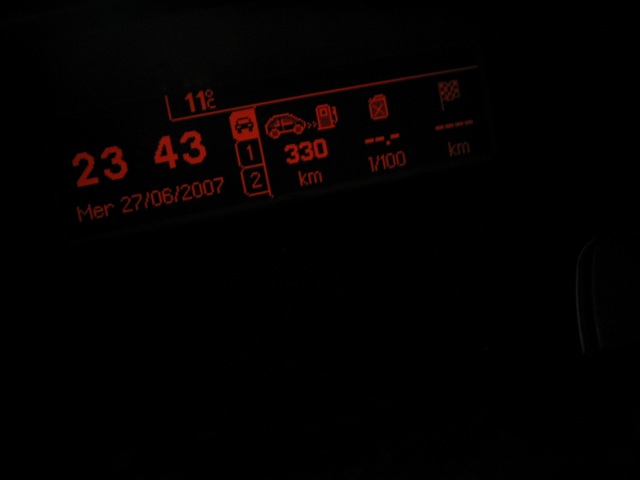 11°C
23 43
Mer 27/06/2007
1
2
330
km
--.-
l/100
----
km